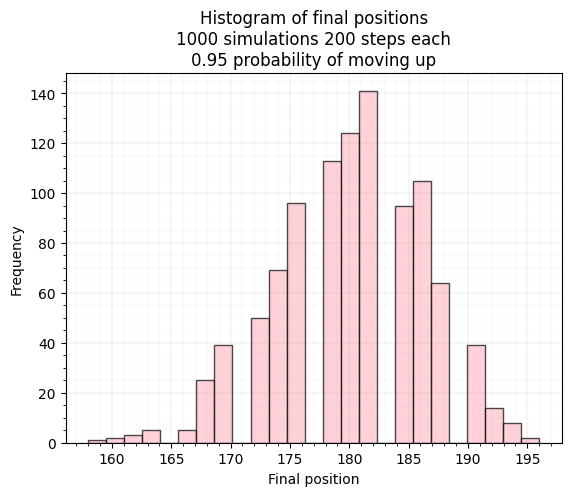 Histogram of final positions
1000 simulations 200 steps each
0.95 probability of moving up
140
120
100
80
60
40
20
0
Frequency
160 165 170 175 180 185 190 195
Final position